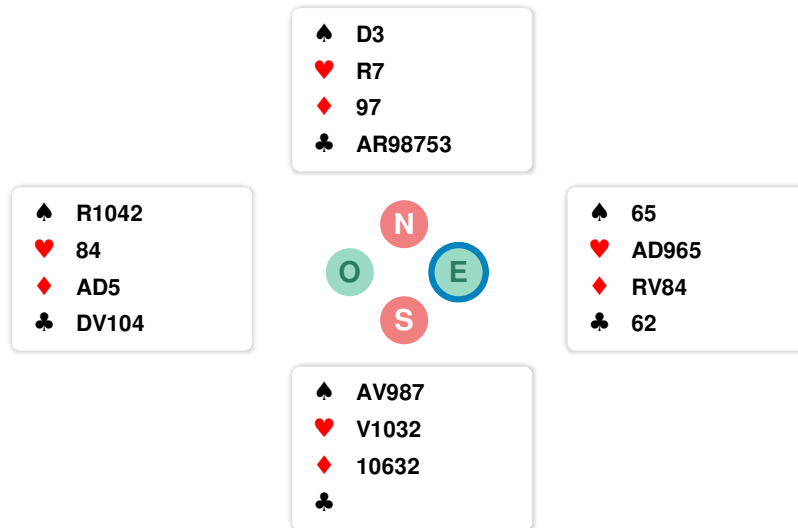 ♠ D3
♥ R7
♦ 97
♣ AR98753
♠ R1042
♥ 84
♦ AD5
♣ DV104
N
O
E
S
♠ 65
♥ AD965
♦ RV84
♣ 62
♠ AV987
♥ V1032
♦ 10632
♣